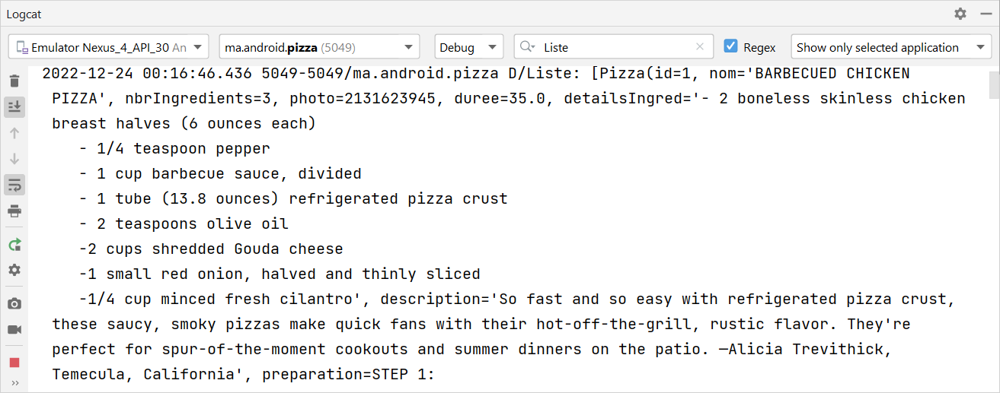 Logcat
Emulator Nexus_4_API_30 An
ma.android.pizza (5049)
Debug
Liste
Regex
Show only selected application
2022-12-24 00:16:46.436 5049-5049/ma.android.pizza D/Liste: [Pizza(id=1, nom='BARBECUED CHICKEN
PIZZA', nbrIngredients=3, photo=2131623945, duree=35.0, detailsIngred='- 2 boneless skinless chicken
breast halves (6 ounces each)
- 1/4 teaspoon pepper
- 1 cup barbecue sauce, divided
- 1 tube (13.8 ounces) refrigerated pizza crust
- 2 teaspoons olive oil
-2 cups shredded Gouda cheese
-1 small red onion, halved and thinly sliced
-1/4 cup minced fresh cilantro', description='So fast and so easy with refrigerated pizza crust,
these saucy, smoky pizzas make quick fans with their hot-off-the-grill, rustic flavor. They're
perfect for spur-of-the-moment cookouts and summer dinners on the patio. —Alicia Trevithick,
Temecula, California', preparation=STEP 1: